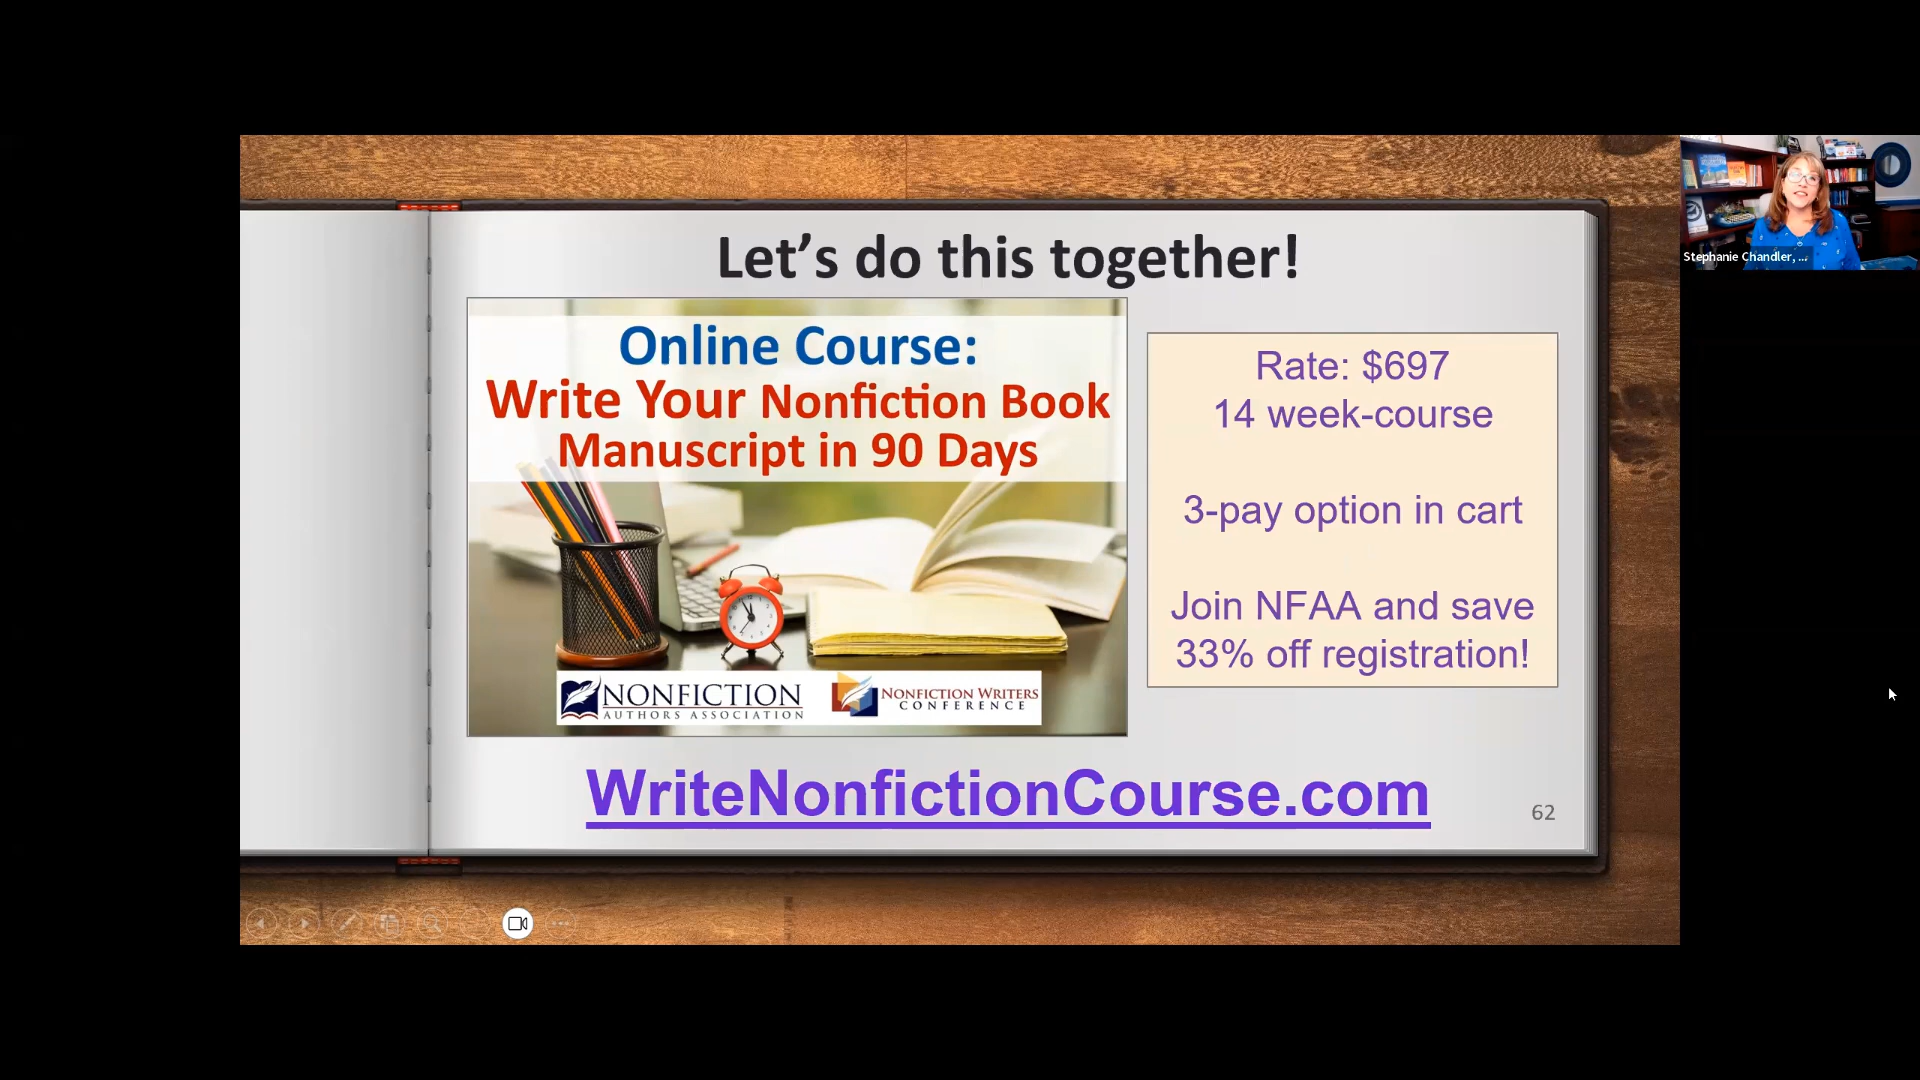 Let's do this together!
Online Course:
Write Your Nonfiction Book
Manuscript in 90 Days
NONFICTION
AUTHORS ASSOCIATION
NONFICTION WRITERS
CONFERENCE
Rate: $697
14 week-course
3-pay option in cart
Join NFAA and save
33% off registration!
WriteNonfictionCourse.com
62
Stephanie Chandler, ...